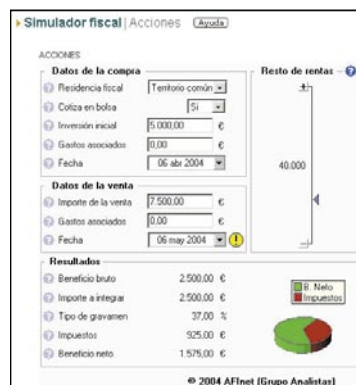 Simulador fiscal | Acciones Ayuda
ACCIONES
Datos de la compra
Residencia fiscal Territorio común
Cotiza en bolsa Sí
Inversión inicial 5.000,00 €
Gastos asociados 0,00 €
Fecha 06 abr 2004
Datos de la venta
Importe de la venta 7.500,00 €
Gastos asociados 0,00 €
Fecha 06 may 2004
Resto de rentas
40.000
Resultados
Beneficio bruto 2.500,00 €
Importe a integrar 2.500,00 €
Tipo de gravamen 37,00 %
Impuestos 925,00 €
Beneficio neto 1.575,00 €
B. Neto
Impuestos
© 2004 AFInet (Grupo Analistas)